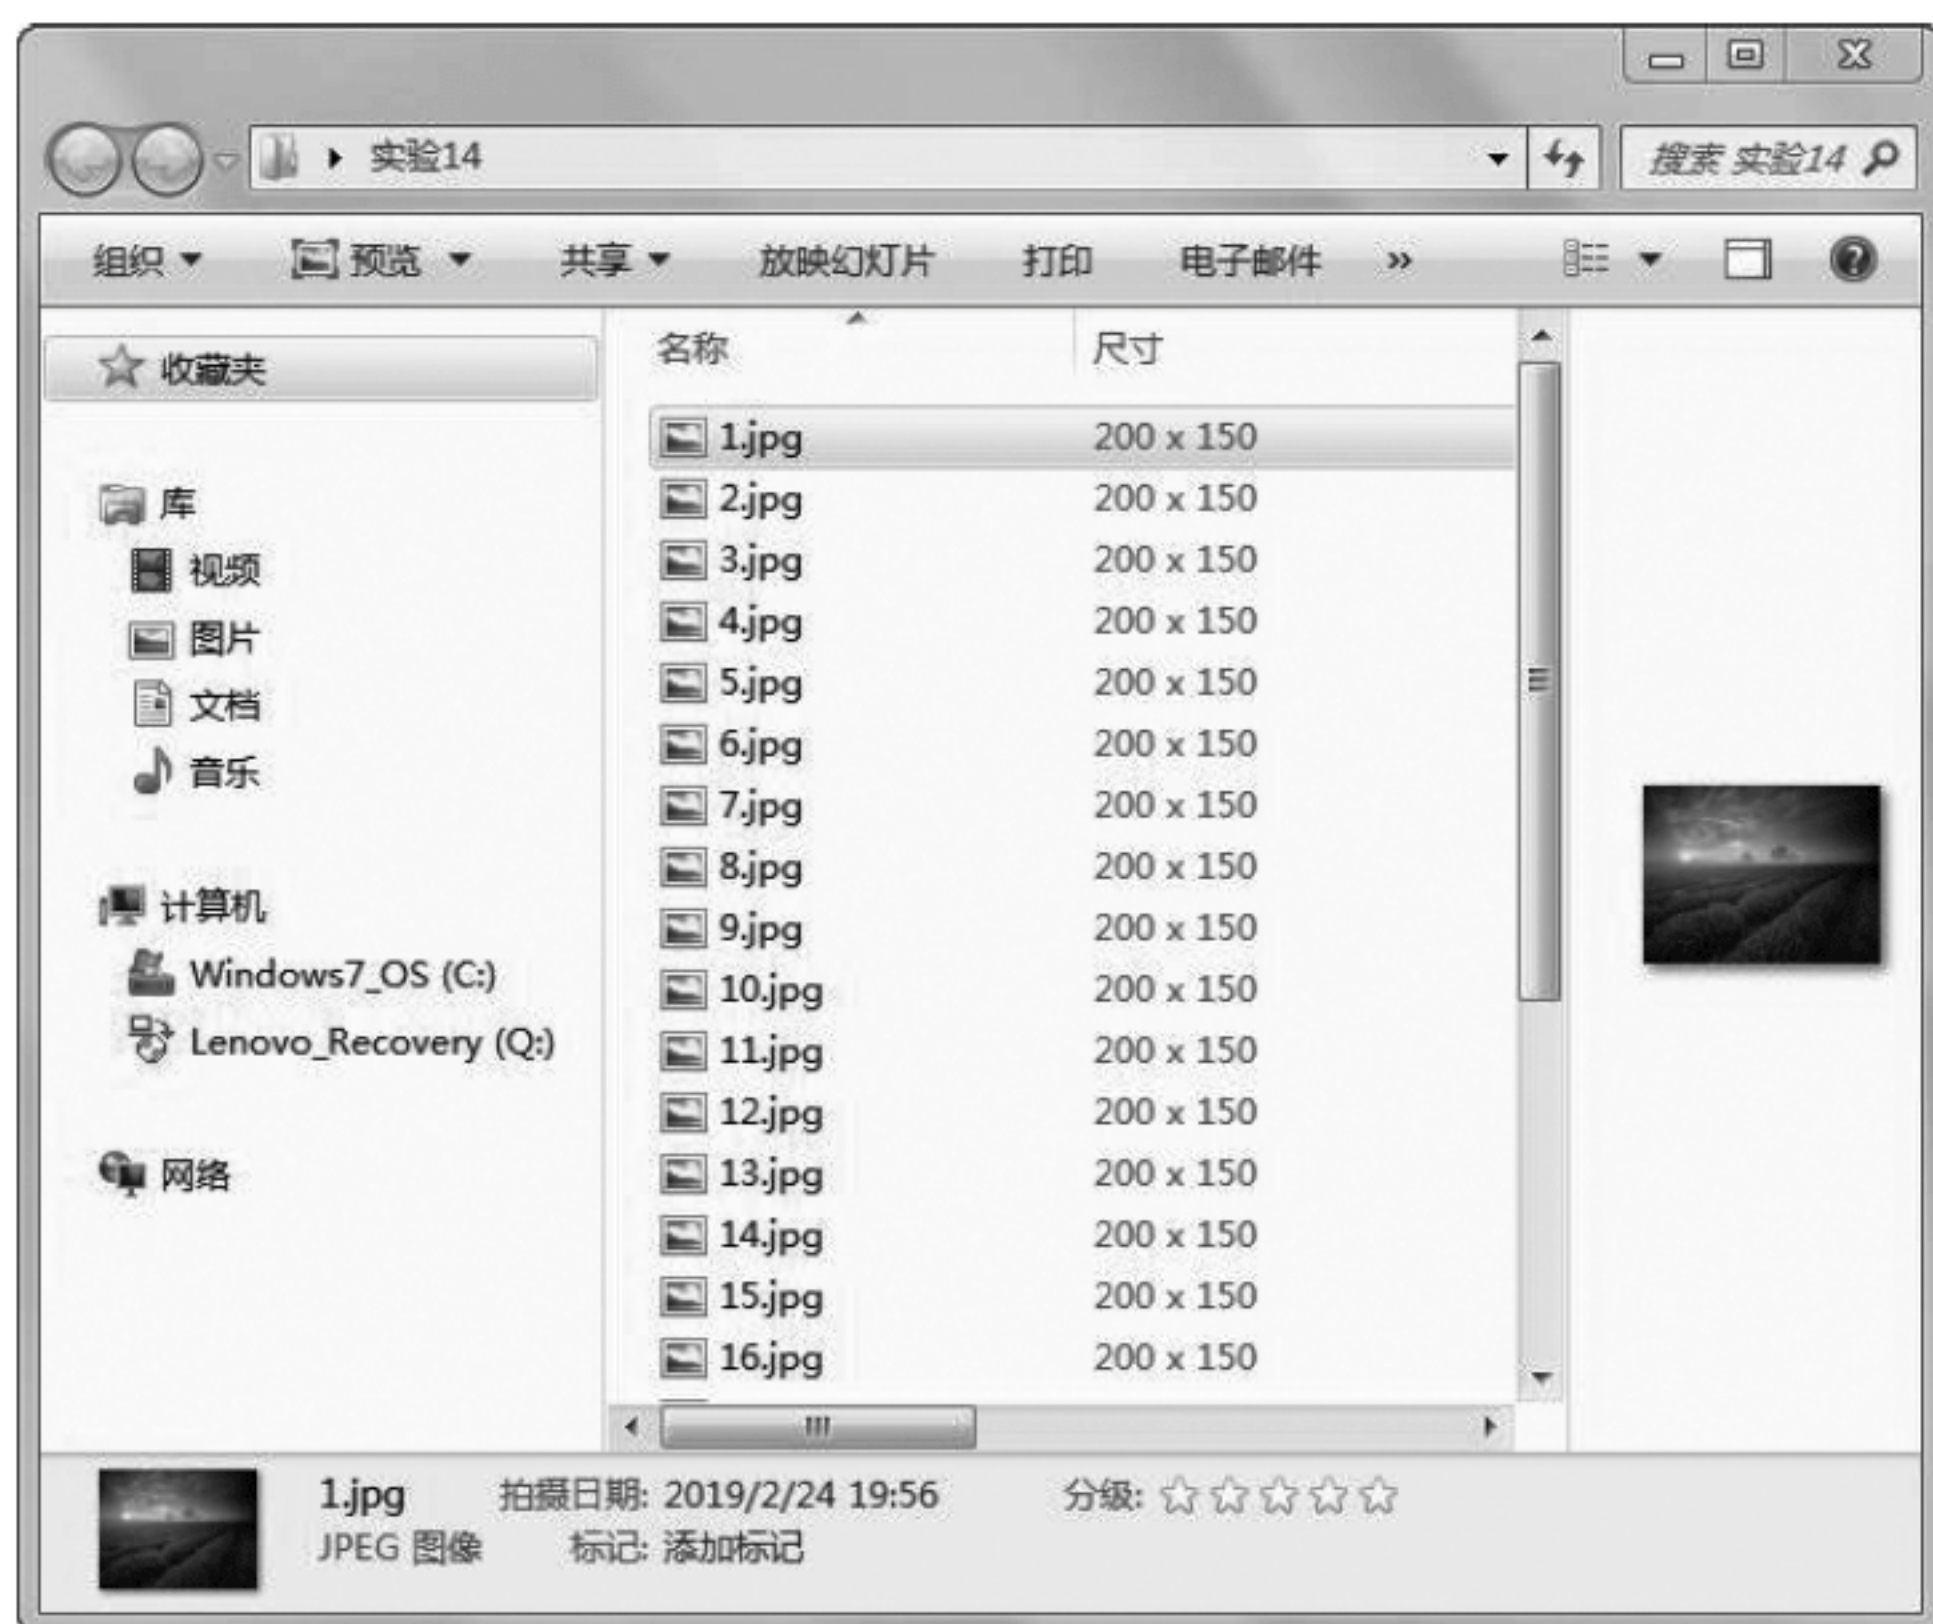 实验14
搜索 实验14
组织 预览 共享 放映幻灯片 打印 电子邮件 »
收藏夹
库
视频
图片
文档
音乐
计算机
Windows7_OS (C:)
Lenovo_Recovery (Q:)
网络
名称 尺寸
1.jpg 200 x 150
2.jpg 200 x 150
3.jpg 200 x 150
4.jpg 200 x 150
5.jpg 200 x 150
6.jpg 200 x 150
7.jpg 200 x 150
8.jpg 200 x 150
9.jpg 200 x 150
10.jpg 200 x 150
11.jpg 200 x 150
12.jpg 200 x 150
13.jpg 200 x 150
14.jpg 200 x 150
15.jpg 200 x 150
16.jpg 200 x 150
1.jpg 拍摄日期: 2019/2/24 19:56 分级:
JPEG 图像 标记: 添加标记